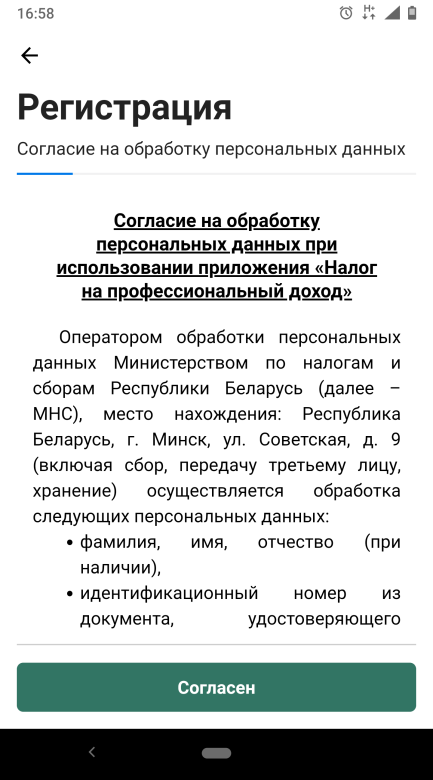 16:58
H+
Регистрация
Согласие на обработку персональных данных
Согласие на обработку
персональных данных при
использовании приложения «Налог
на профессиональный доход»
Оператором обработки персональных
данных Министерством по налогам и
сборам Республики Беларусь (далее –
МНС), место нахождения: Республика
Беларусь, г. Минск, ул. Советская, д. 9
(включая сбор, передачу третьему лицу,
хранение) осуществляется обработка
следующих персональных данных:
• фамилия, имя, отчество (при
наличии),
• идентификационный номер из
документа, удостоверяющего
Согласен